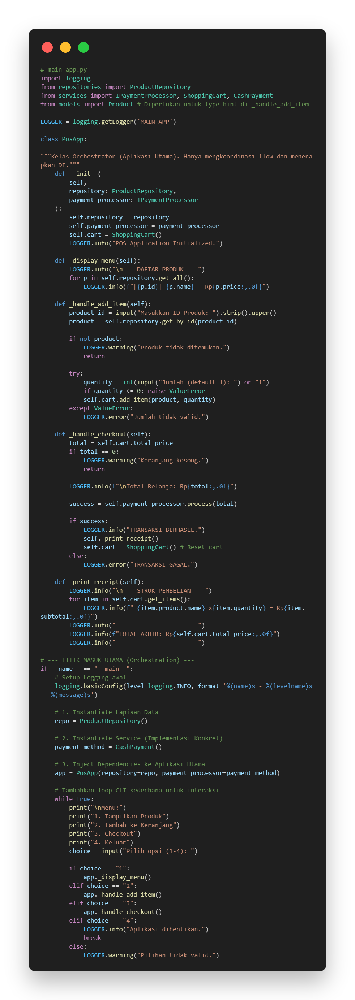 # main_app.py
import logging
from repositories import ProductRepository
from services import IPaymentProcessor, ShoppingCart, CashPayment
from models import Product # Diperlukan untuk type hint di _handle_add_item

LOGGER = logging.getLogger('MAIN_APP')

class PosApp:

"""Kelas Orchestrator (Aplikasi Utama). Hanya mengkoordinasi flow dan menera
pkan DI."""
    def __init__(
        self,
        repository: ProductRepository,
        payment_processor: IPaymentProcessor
    ):
        self.repository = repository
        self.payment_processor = payment_processor
        self.cart = ShoppingCart()
        LOGGER.info("POS Application Initialized.")

    def _display_menu(self):
        LOGGER.info("\n--- DAFTAR PRODUK ---")
        for p in self.repository.get_all():
            LOGGER.info(f"[{p.id}] {p.name} - Rp{p.price:,.0f}")

    def _handle_add_item(self):
        product_id = input("Masukkan ID Produk: ").strip().upper()
        product = self.repository.get_by_id(product_id)

        if not product:
            LOGGER.warning("Produk tidak ditemukan.")
            return

        try:
            quantity = int(input("Jumlah (default 1): ") or "1")
            if quantity <= 0: raise ValueError
            self.cart.add_item(product, quantity)
        except ValueError:
            LOGGER.error("Jumlah tidak valid.")

    def _handle_checkout(self):
        total = self.cart.total_price
        if total == 0:
            LOGGER.warning("Keranjang kosong.")
            return

        LOGGER.info(f"\nTotal Belanja: Rp{total:,.0f}")

        success = self.payment_processor.process(total)

        if success:
            LOGGER.info("TRANSAKSI BERHASIL.")
            self._print_receipt()
            self.cart = ShoppingCart() # Reset cart
        else:
            LOGGER.error("TRANSAKSI GAGAL.")

    def _print_receipt(self):
        LOGGER.info("\n--- STRUK PEMBELIAN ---")
        for item in self.cart.get_items():
            LOGGER.info(f" {item.product.name} x{item.quantity} = Rp{item.
subtotal:,.0f}")
        LOGGER.info("-----------------------")
        LOGGER.info(f"TOTAL AKHIR: Rp{self.cart.total_price:,.0f}")
        LOGGER.info("-----------------------")

# --- TITIK MASUK UTAMA (Orchestration) ---
if __name__ == "__main__":
    # Setup Logging awal
    logging.basicConfig(level=logging.INFO, format='%(name)s - %(levelname)s
 - %(message)s')

    # 1. Instantiate Lapisan Data
    repo = ProductRepository()

    # 2. Instantiate Service (Implementasi Konkret)
    payment_method = CashPayment()

    # 3. Inject Dependencies ke Aplikasi Utama
    app = PosApp(repository=repo, payment_processor=payment_method)

    # Tambahkan loop CLI sederhana untuk interaksi
    while True:
        print("\nMenu:")
        print("1. Tampilkan Produk")
        print("2. Tambah ke Keranjang")
        print("3. Checkout")
        print("4. Keluar")
        choice = input("Pilih opsi (1-4): ")

        if choice == "1":
            app._display_menu()
        elif choice == "2":
            app._handle_add_item()
        elif choice == "3":
            app._handle_checkout()
        elif choice == "4":
            LOGGER.info("Aplikasi dihentikan.")
            break
        else:
            LOGGER.warning("Pilihan tidak valid.")